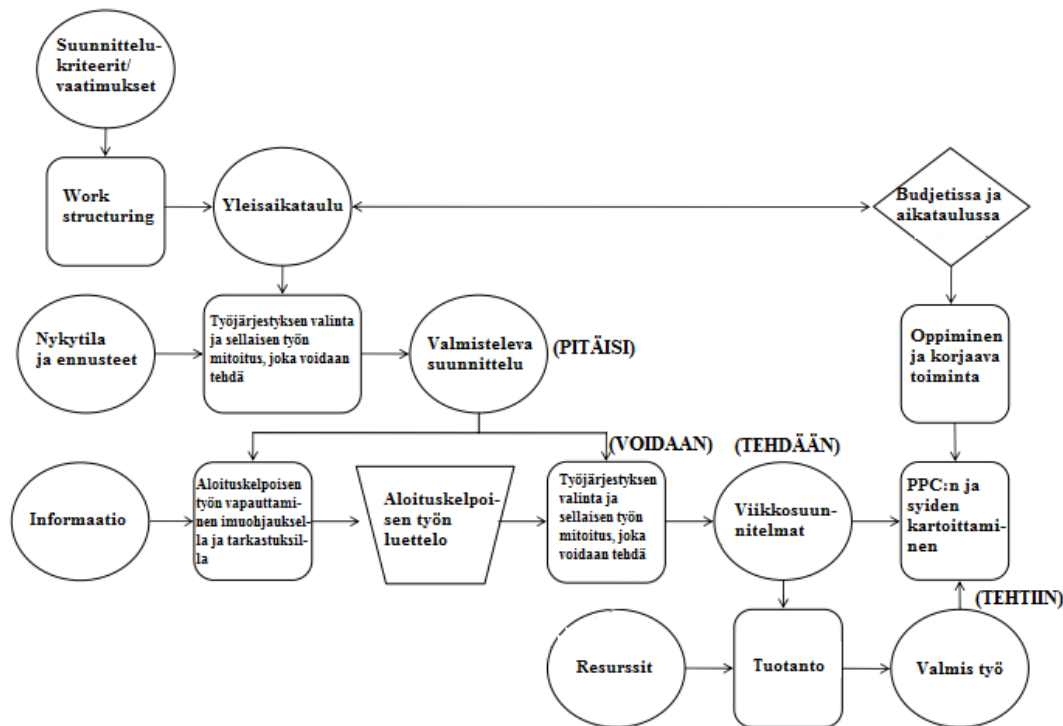 Suunnittelu-
kriteerit/
vaatimukset
Work
structuring
Yleisaikataulu
Budjetissa ja
aikataulussa
Nykytila
ja ennusteet
Työjärjestyksen valinta
ja sellaisen työn
mitoitus, joka voidaan
tehdä
Valmisteleva
suunnittelu
(PITÄISI)
Oppiminen
ja korjaava
toiminta
(VOIDAAN)
(TEHDÄÄN)
Informaatio
Aloituskelpoisen
työn vapauttami-
nen imuohjauksel-
la ja tarkastuksil-
la
Aloituskelpoi-
sen työn
luettelo
Työjärjestyksen
valinta ja
sellaisen työn
mitoitus, joka
voidaan tehdä
Viikkosuun-
nitelmat
PPC:n ja
syiden
kartoittami-
nen
(TEHTIIN)
Resurssit
Tuotanto
Valmis työ